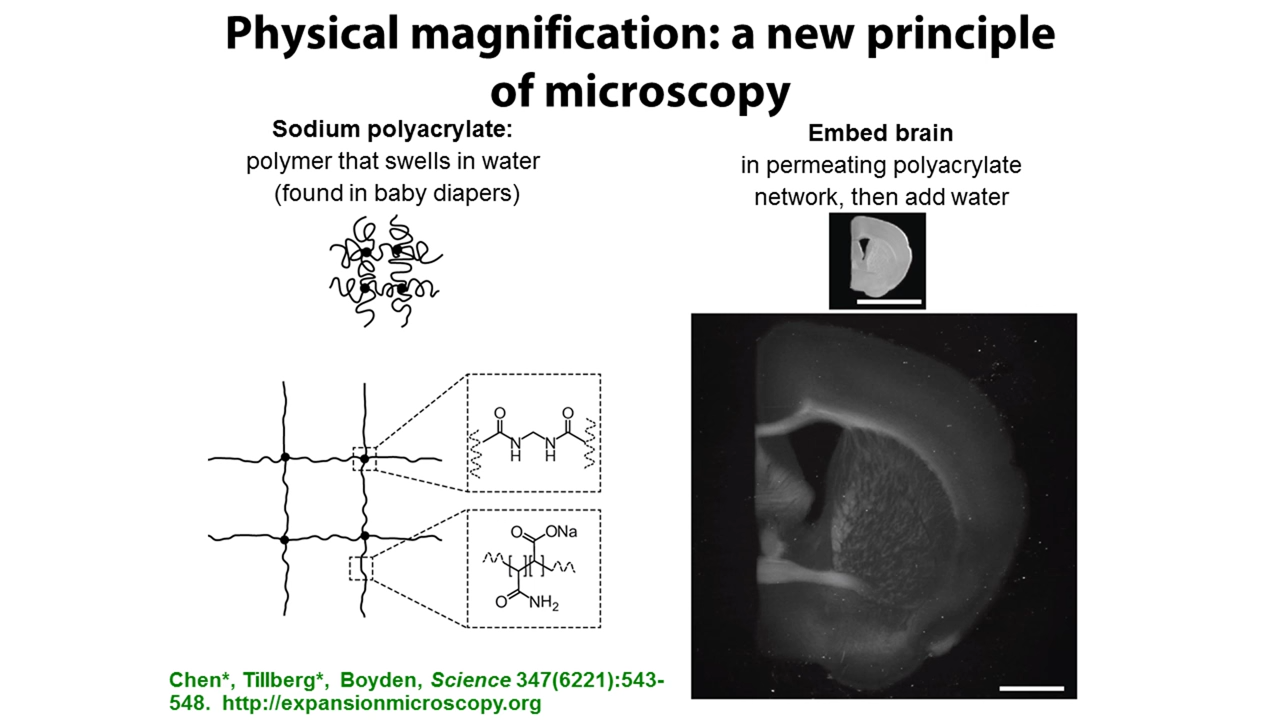 Physical magnification: a new principle
of microscopy
Sodium polyacrylate:
polymer that swells in water
(found in baby diapers)
Embed brain
in permeating polyacrylate
network, then add water
O
O
N
H
N
H
O
ONa
O
NH2
Chen*, Tillberg*, Boyden, Science 347(6221):543-
548. http://expansionmicroscopy.org